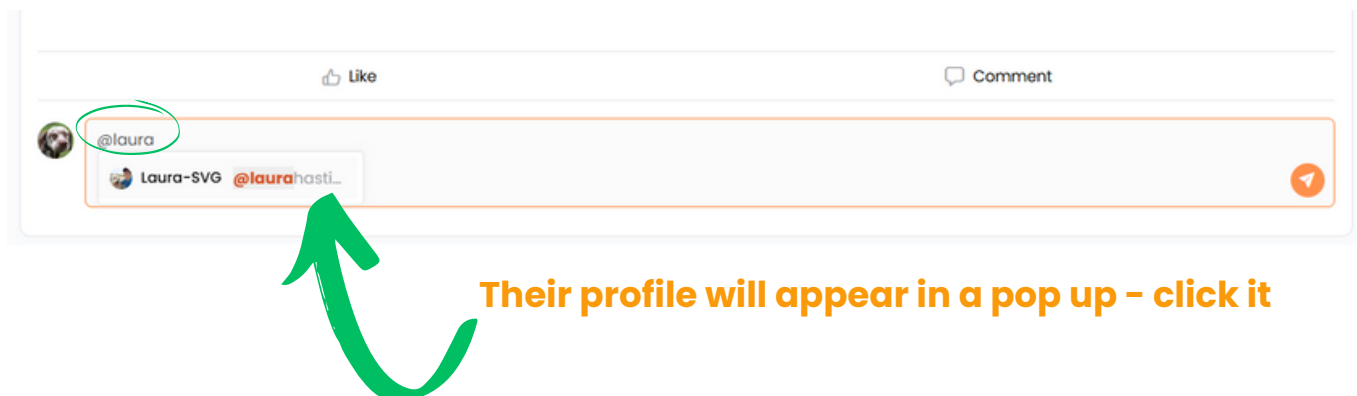 Like Comment
@laura
Laura-SVG @laurahasti...
Their profile will appear in a pop up - click it